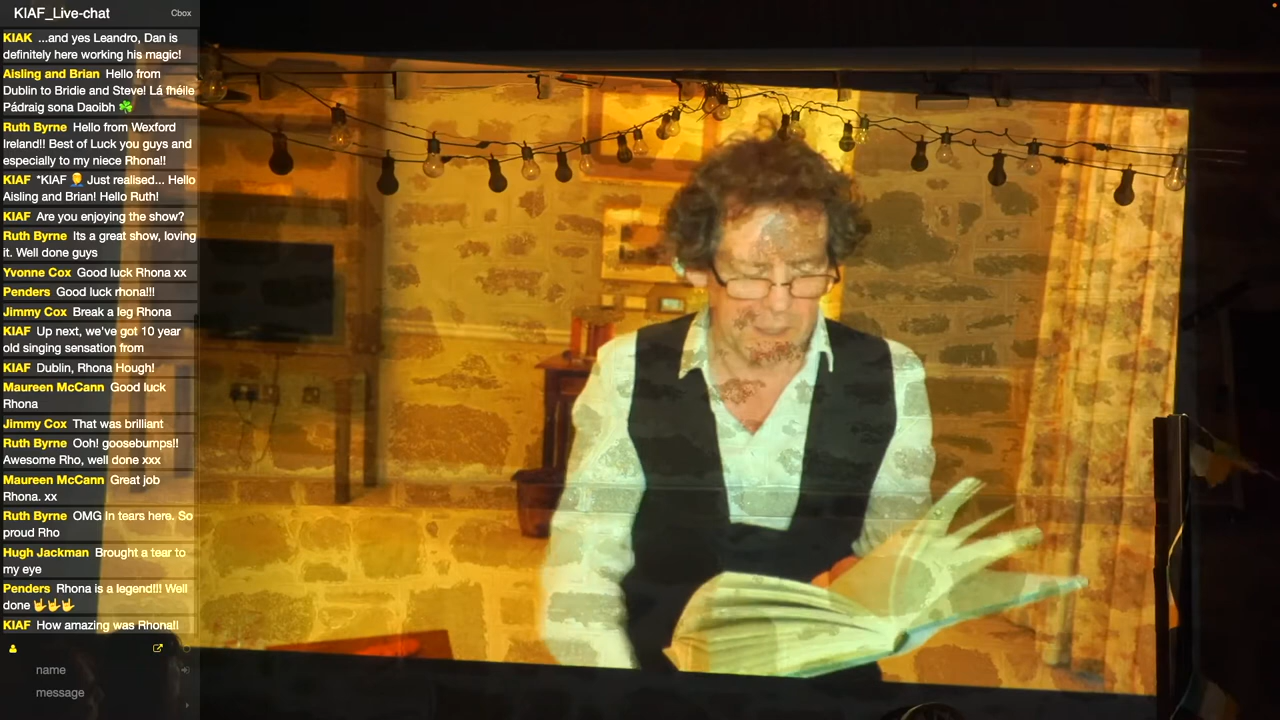 KIAF_Live-chat Cbox
KIAK ...and yes Leandro, Dan is
definitely here working his magic!
Aisling and Brian Hello from
Dublin to Bridie and Steve! Lá fhéile
Pádraig sona Daoibh ☘️
Ruth Byrne Hello from Wexford
Ireland!! Best of Luck you guys and
especially to my niece Rhona!!
KIAF *KIAF 🤦‍♂️ Just realised... Hello
Aisling and Brian! Hello Ruth!
KIAF Are you enjoying the show?
Ruth Byrne Its a great show, loving
it. Well done guys
Yvonne Cox Good luck Rhona xx
Penders Good luck rhona!!!
Jimmy Cox Break a leg Rhona
KIAF Up next, we've got 10 year
old singing sensation from
KIAF Dublin, Rhona Hough!
Maureen McCann Good luck
Rhona
Jimmy Cox That was brilliant
Ruth Byrne Ooh! goosebumps!!
Awesome Rho, well done xxx
Maureen McCann Great job
Rhona. xx
Ruth Byrne OMG in tears here. So
proud Rho
Hugh Jackman Brought a tear to
my eye
Penders Rhona is a legend!!! Well
done 🤟🤟🤟
KIAF How amazing was Rhona!!
name
message